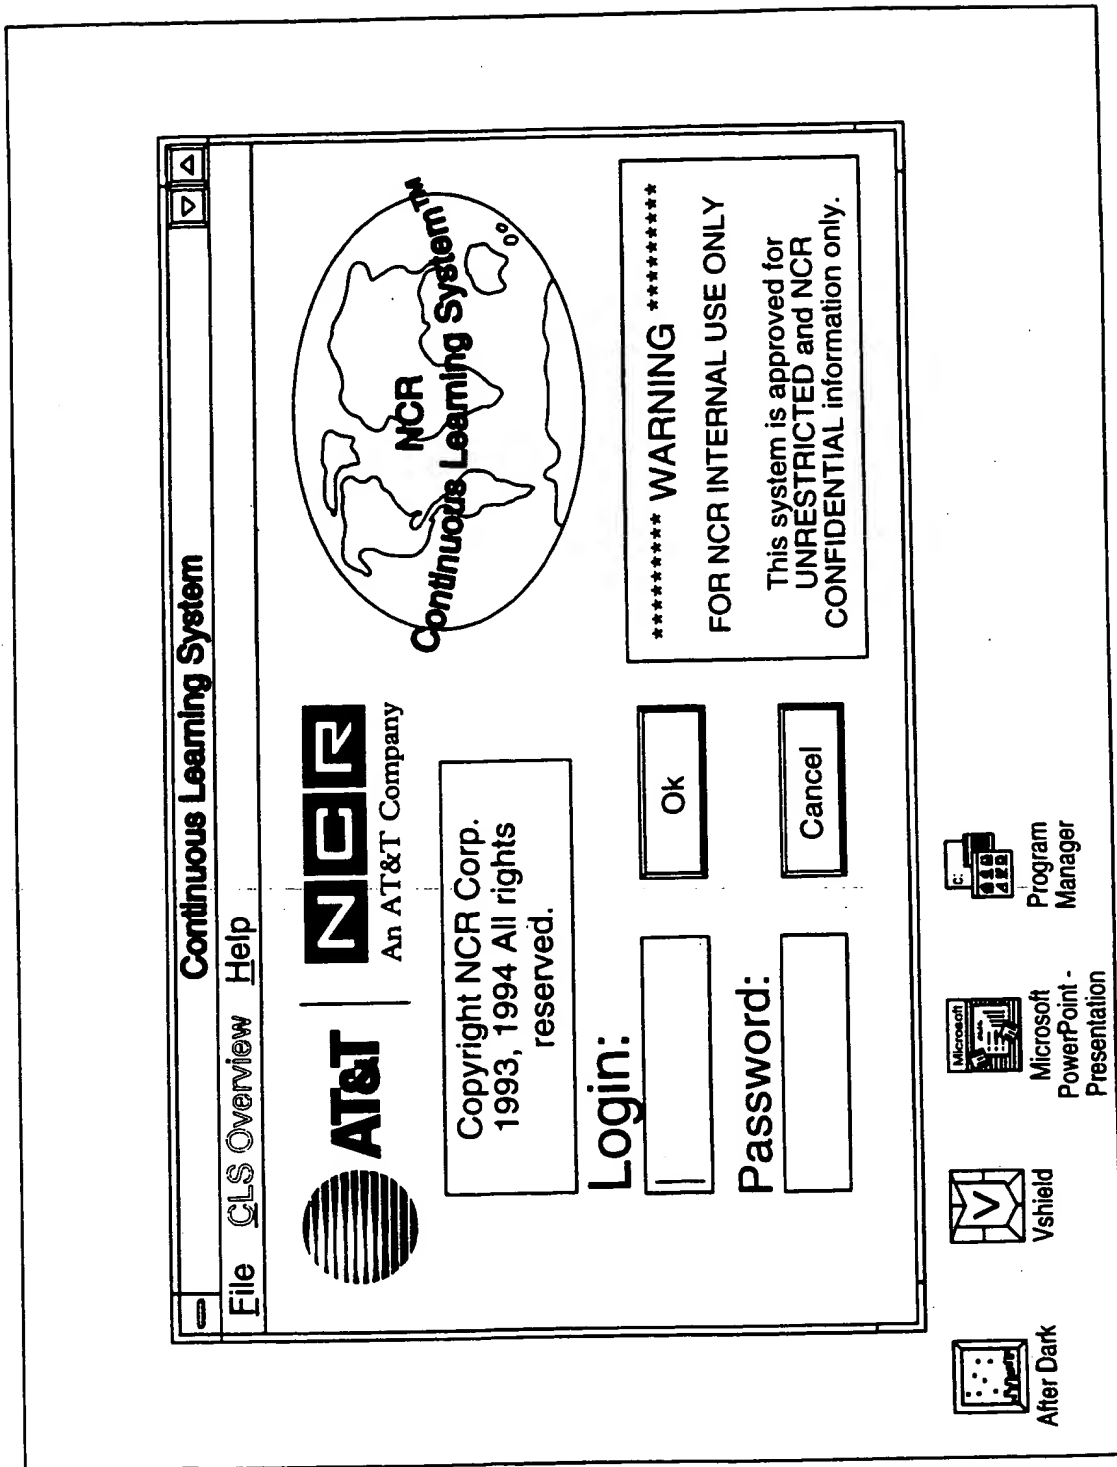 Continuous Learning System
File CLS Overview Help
AT&T
NCR
An AT&T Company
NCR
Continuous Learning System™
Copyright NCR Corp.
1993, 1994 All rights
reserved.
Login:
Password:
Ok
Cancel
********* WARNING *********
FOR NCR INTERNAL USE ONLY
This system is approved for
UNRESTRICTED and NCR
CONFIDENTIAL information only.
After Dark
V
Vshield
Microsoft
Microsoft
PowerPoint -
Presentation
c:
Program
Manager